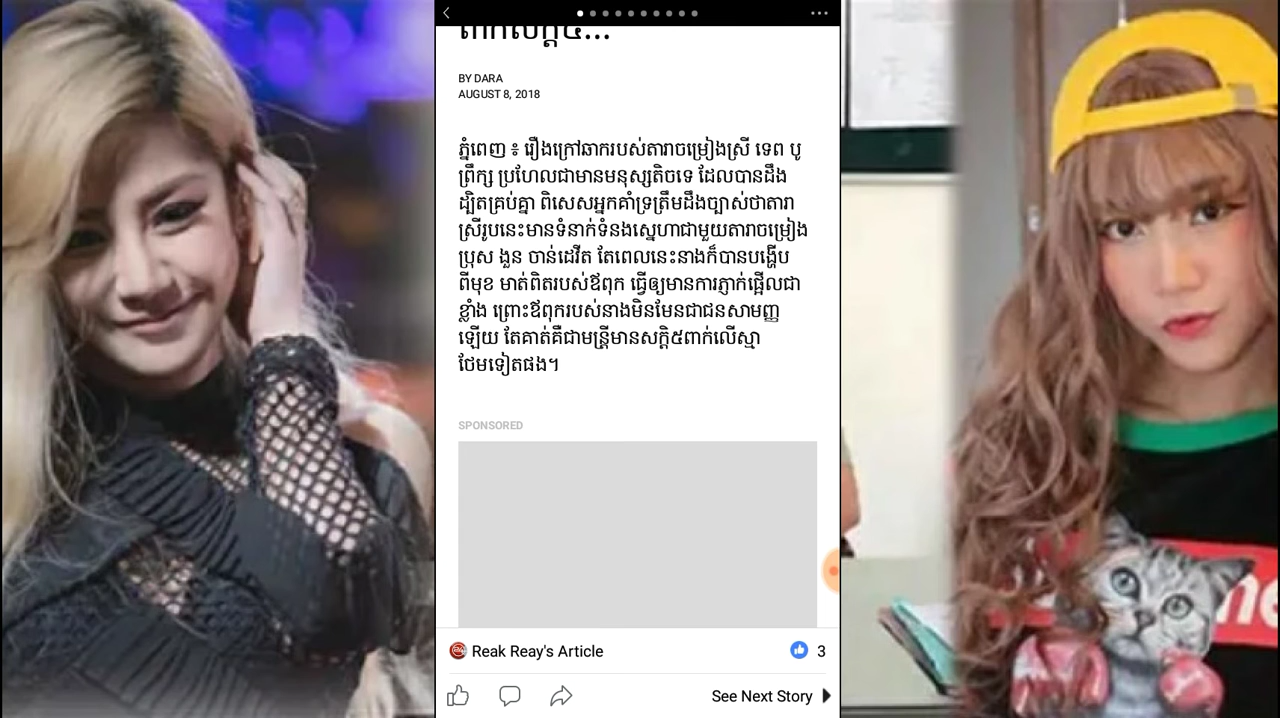 BY DARA
AUGUST 8, 2018
ភ្នំពេញ ៖ រឿងក្រៅឆាករបស់តារាចម្រៀងស្រី ទេព បូ
ព្រឹក្ស ប្រហែលជាមានមនុស្សតិចទេ ដែលបានដឹង
ដ្បិតគ្រប់គ្នា ពិសេសអ្នកគាំទ្រត្រឹមដឹងច្បាស់ថាតារា
ស្រីរូបនេះមានទំនាក់ទំនងស្នេហាជាមួយតារាចម្រៀង
ប្រុស ងួន ចាន់ដេវីត តែពេលនេះនាងក៏បានបង្ហើប
ពីមុខ មាត់ពិតរបស់ឪពុក ធ្វើឲ្យមានការភ្ញាក់ផ្អើលជា
ខ្លាំង ព្រោះឪពុករបស់នាងមិនមែនជាជនសាមញ្ញ
ឡើយ តែគាត់គឺជាមន្ត្រីមានសក្តិ៥ពាក់លើស្មា
ថែមទៀតផង។
SPONSORED
Reak Reay's Article
3
See Next Story